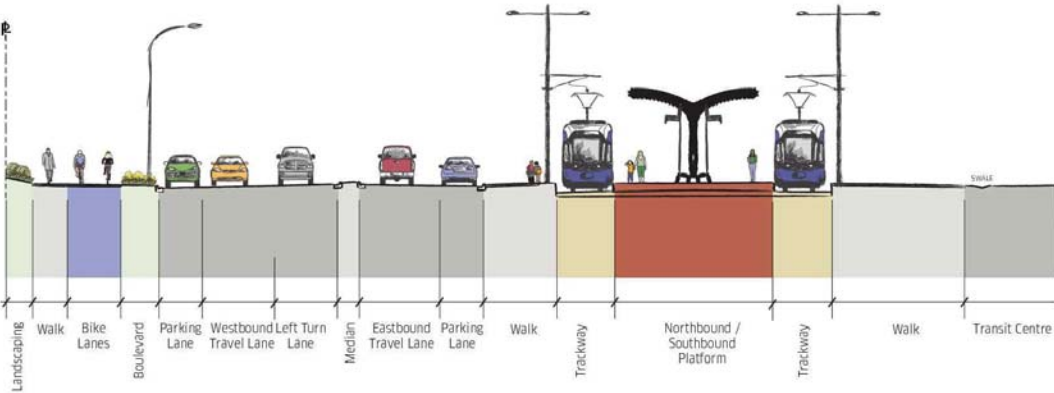 SWALE
Landscaping
Walk
Bike
Lanes
Boulevard
Parking
Lane
Westbound
Travel Lane
Left Turn
Lane
Median
Eastbound
Travel Lane
Parking
Lane
Walk
Trackway
Northbound /
Southbound
Platform
Trackway
Walk
Transit Centre